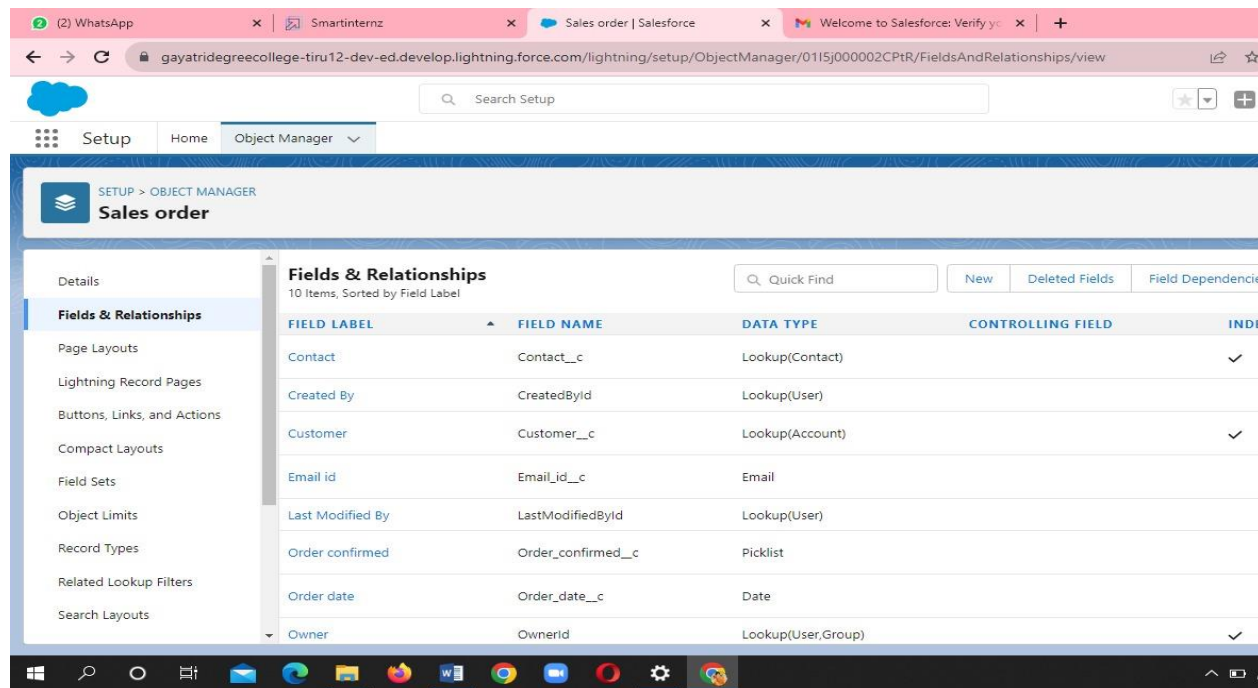 (2) WhatsApp
Smartinternz
Sales order | Salesforce
Welcome to Salesforce: Verify yo
gayatridegreecollege-tiru12-dev-ed.develop.lightning.force.com/lightning/setup/ObjectManager/01I5j000002CPtR/FieldsAndRelationships/view
Search Setup
Setup Home Object Manager
SETUP > OBJECT MANAGER
Sales order
Details
Fields & Relationships
Page Layouts
Lightning Record Pages
Buttons, Links, and Actions
Compact Layouts
Field Sets
Object Limits
Record Types
Related Lookup Filters
Search Layouts
Fields & Relationships
10 Items, Sorted by Field Label
Quick Find
New
Deleted Fields
Field Dependencie
FIELD LABEL FIELD NAME DATA TYPE CONTROLLING FIELD INDE
Contact Contact__c Lookup(Contact)
Created By CreatedById Lookup(User)
Customer Customer__c Lookup(Account)
Email id Email_id__c Email
Last Modified By LastModifiedById Lookup(User)
Order confirmed Order_confirmed__c Picklist
Order date Order_date__c Date
Owner OwnerId Lookup(User,Group)